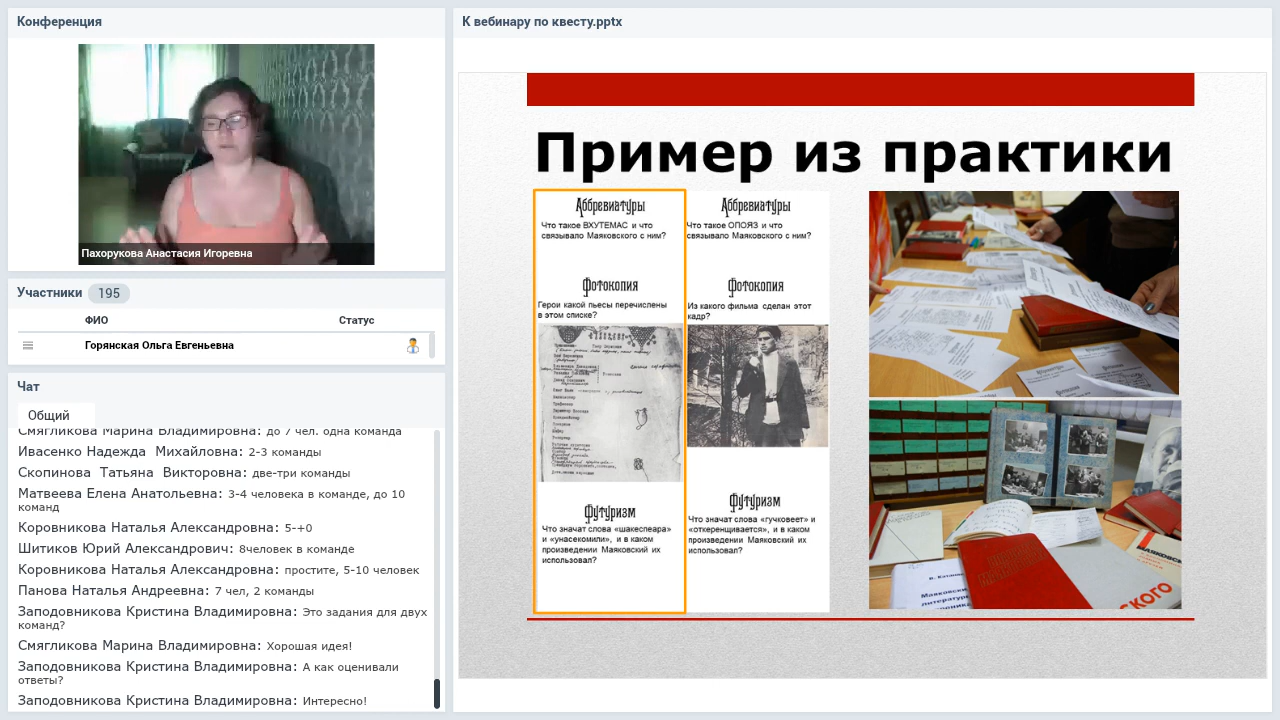 Конференция
Пахорукова Анастасия Игоревна
Участники 195
ФИО Статус
Горянская Ольга Евгеньевна
Чат
Общий
Смягликова Марина Владимировна: до 7 чел. одна команда
Ивасенко Надежда Михайловна: 2-3 команды
Скопинова Татьяна Викторовна: две-три команды
Матвеева Елена Анатольевна: 3-4 человека в команде, до 10
команд
Коровникова Наталья Александровна: 5-+0
Шитиков Юрий Александрович: 8человек в команде
Коровникова Наталья Александровна: простите, 5-10 человек
Панова Наталья Андреевна: 7 чел, 2 команды
Заподовникова Кристина Владимировна: Это задания для двух
команд?
Смягликова Марина Владимировна: Хорошая идея!
Заподовникова Кристина Владимировна: А как оценивали
ответы?
Заподовникова Кристина Владимировна: Интересно!
К вебинару по квесту.pptx
Пример из практики
Аббревиатуры
Что такое ВХУТЕМАС и что
связывало Маяковского с ним?
Фотокопия
Герои какой пьесы перечислены
в этом списке?
Футуризм
Что значат слова «шакеспеара»
и «унасекомили», и в каком
произведении Маяковский их
использовал?
Аббревиатуры
Что такое ОПОЯЗ и что
связывало Маяковского с ним?
Фотокопия
Из какого фильма сделан этот
кадр?
Футуризм
Что значат слова «гучковеет» и
«откеренщивается», и в каком
произведении Маяковский их
использовал?